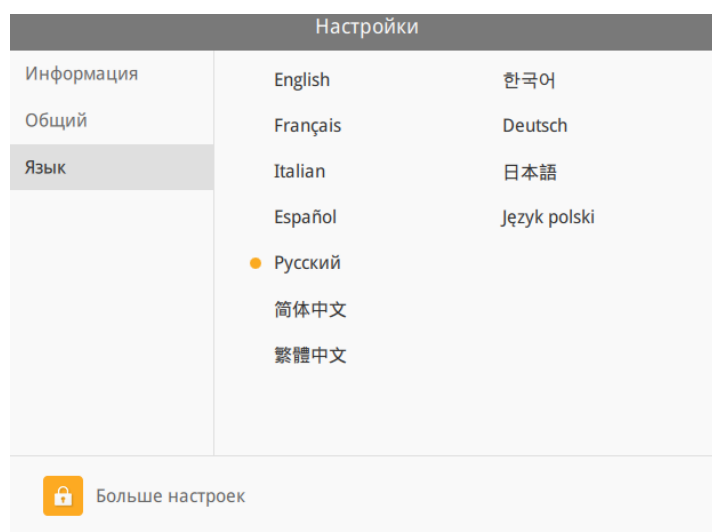 Настройки
Информация
Общий
Язык
English
Français
Italian
Español
Русский
简体中文
繁體中文
한국어
Deutsch
日本語
Język polski
Больше настроек